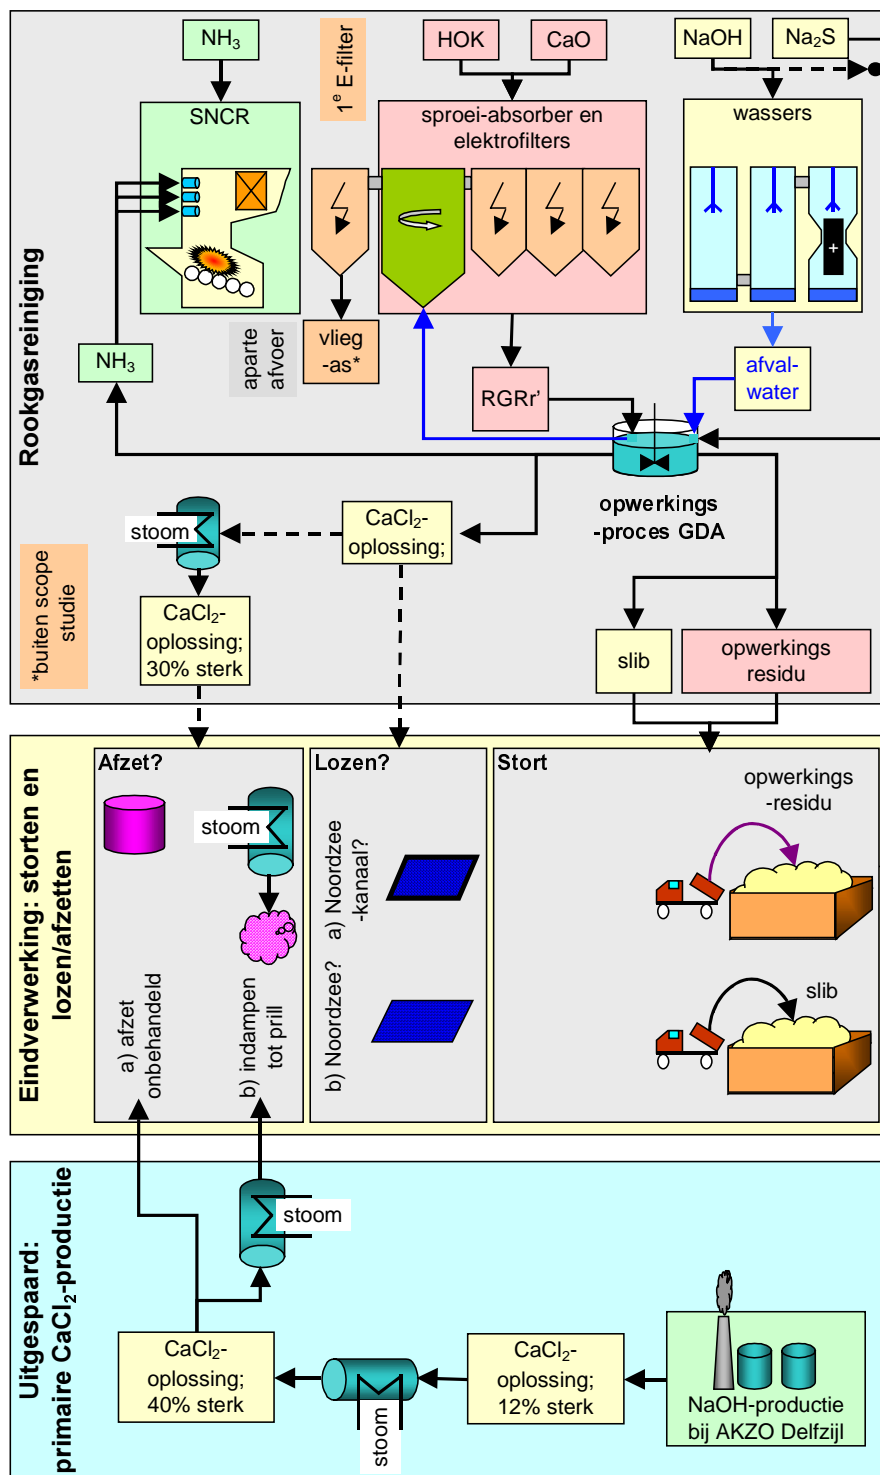 Rookgasreiniging
NH₃
SNCR
1ᵉ E-filter
HOK
CaO
sproei-absorber en
elektrofilters
NaOH
Na₂S
wassers
+
NH₃
aparte
afvoer
vlieg
-as*
RGRr’
afval-
water
opwerkings
-proces GDA
stoom
CaCl₂-
oplossing;
CaCl₂-
oplossing;
30% sterk
*buiten scope
studie
slib
opwerkings
residu
Eindverwerking: storten en
lozen/afzetten
Afzet?
stoom
a) afzet
onbehandeld
b) indampen
tot prill
Lozen?
a) Noordzee
-kanaal?
b) Noordzee?
Stort
opwerkings
-residu
slib
Uitgespaard:
primaire CaCl₂-productie
stoom
CaCl₂-
oplossing;
40% sterk
stoom
CaCl₂-
oplossing;
12% sterk
NaOH-productie
bij AKZO Delfzijl